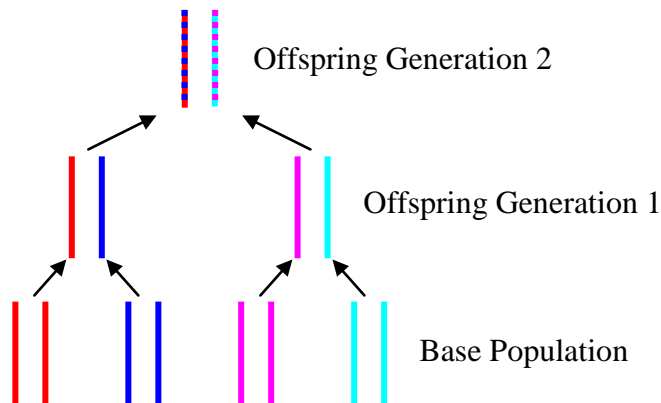 Offspring Generation 2
Offspring Generation 1
Base Population